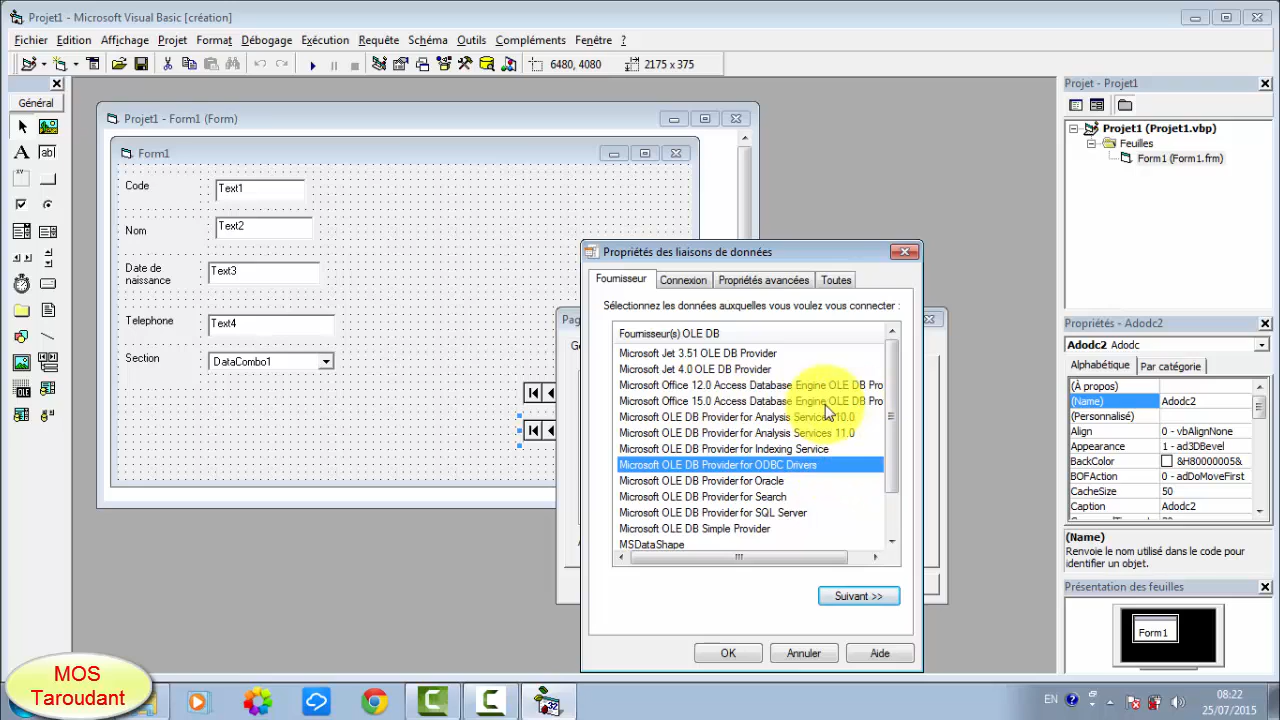 Projet1 - Microsoft Visual Basic [création]
Fichier Edition Affichage Projet Format Débogage Exécution Requête Schéma Outils Compléments Fenêtre ?
6480, 4080 2175 x 375
Général
Projet1 - Form1 (Form)
Form1
Code
Text1
Nom
Text2
Date de
naissance
Text3
Telephone
Text4
Section
DataCombo1
Pag
Propriétés des liaisons de données
Fournisseur Connexion Propriétés avancées Toutes
Sélectionnez les données auxquelles vous voulez vous connecter :
Fournisseur(s) OLE DB
Microsoft Jet 3.51 OLE DB Provider
Microsoft Jet 4.0 OLE DB Provider
Microsoft Office 12.0 Access Database Engine OLE DB Pro
Microsoft Office 15.0 Access Database Engine OLE DB Pro
Microsoft OLE DB Provider for Analysis Services 10.0
Microsoft OLE DB Provider for Analysis Services 11.0
Microsoft OLE DB Provider for Indexing Service
Microsoft OLE DB Provider for ODBC Drivers
Microsoft OLE DB Provider for Oracle
Microsoft OLE DB Provider for Search
Microsoft OLE DB Provider for SQL Server
Microsoft OLE DB Simple Provider
MSDataShape
Suivant >>
OK Annuler Aide
Projet - Projet1
Projet1 (Projet1.vbp)
Feuilles
Form1 (Form1.frm)
Propriétés - Adodc2
Adodc2 Adodc
Alphabétique Par catégorie
(À propos)
(Name) Adodc2
(Personnalisé)
Align 0 - vbAlignNone
Appearance 1 - ad3DBevel
BackColor &H80000005&
BOFAction 0 - adDoMoveFirst
CacheSize 50
Caption Adodc2
(Name)
Renvoie le nom utilisé dans le code pour
identifier un objet.
Présentation des feuilles
Form1
MOS
Taroudant
EN
08:22
25/07/2015